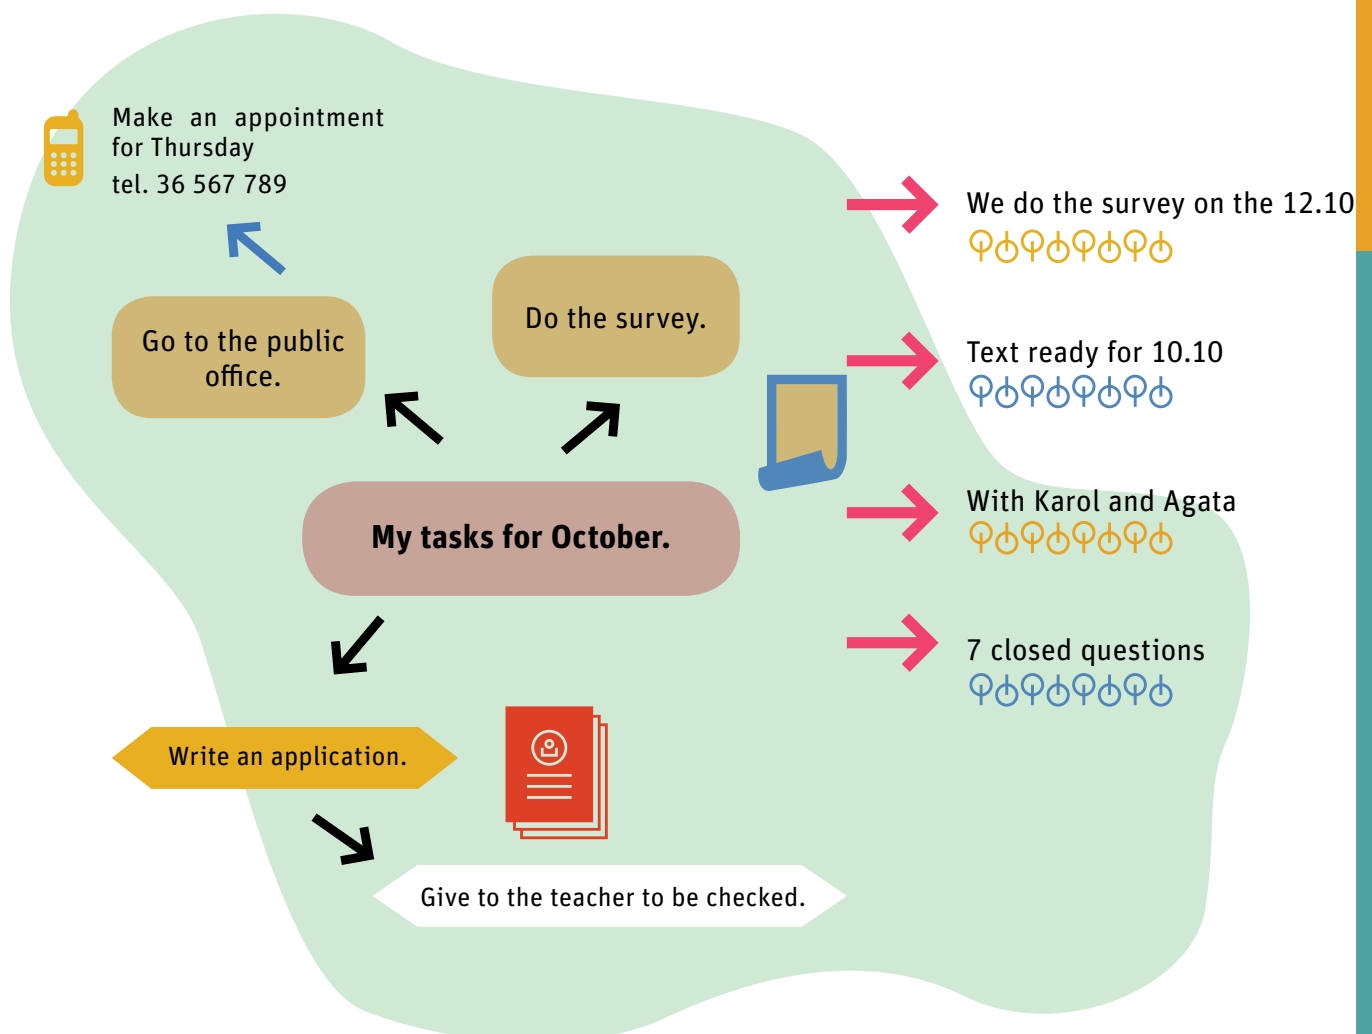 Make an appointment
for Thursday
tel. 36 567 789
We do the survey on the 12.10
Do the survey.
Go to the public
office.
Text ready for 10.10
With Karol and Agata
My tasks for October.
7 closed questions
Write an application.
Give to the teacher to be checked.